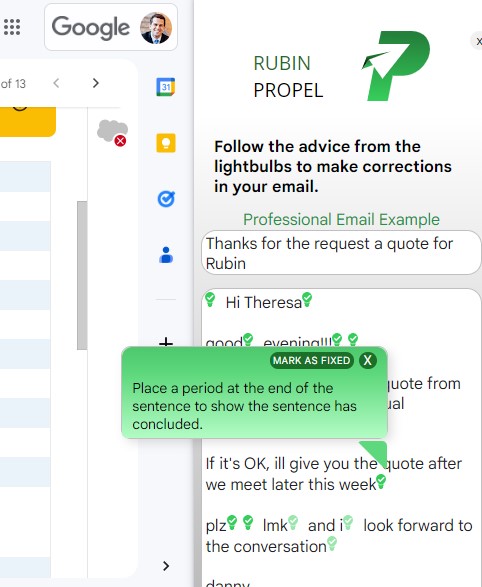 Google
of 13
31
RUBIN
PROPEL
x
Follow the advice from the
lightbulbs to make corrections
in your email.
Professional Email Example
Thanks for the request a quote for
Rubin
Hi Theresa
good evening!!!
MARK AS FIXED X
Place a period at the end of the
sentence to show the sentence has
concluded.
quote from
ual
If it's OK, ill give you the quote after
we meet later this week
plz lmk and i look forward to
the conversation
danny